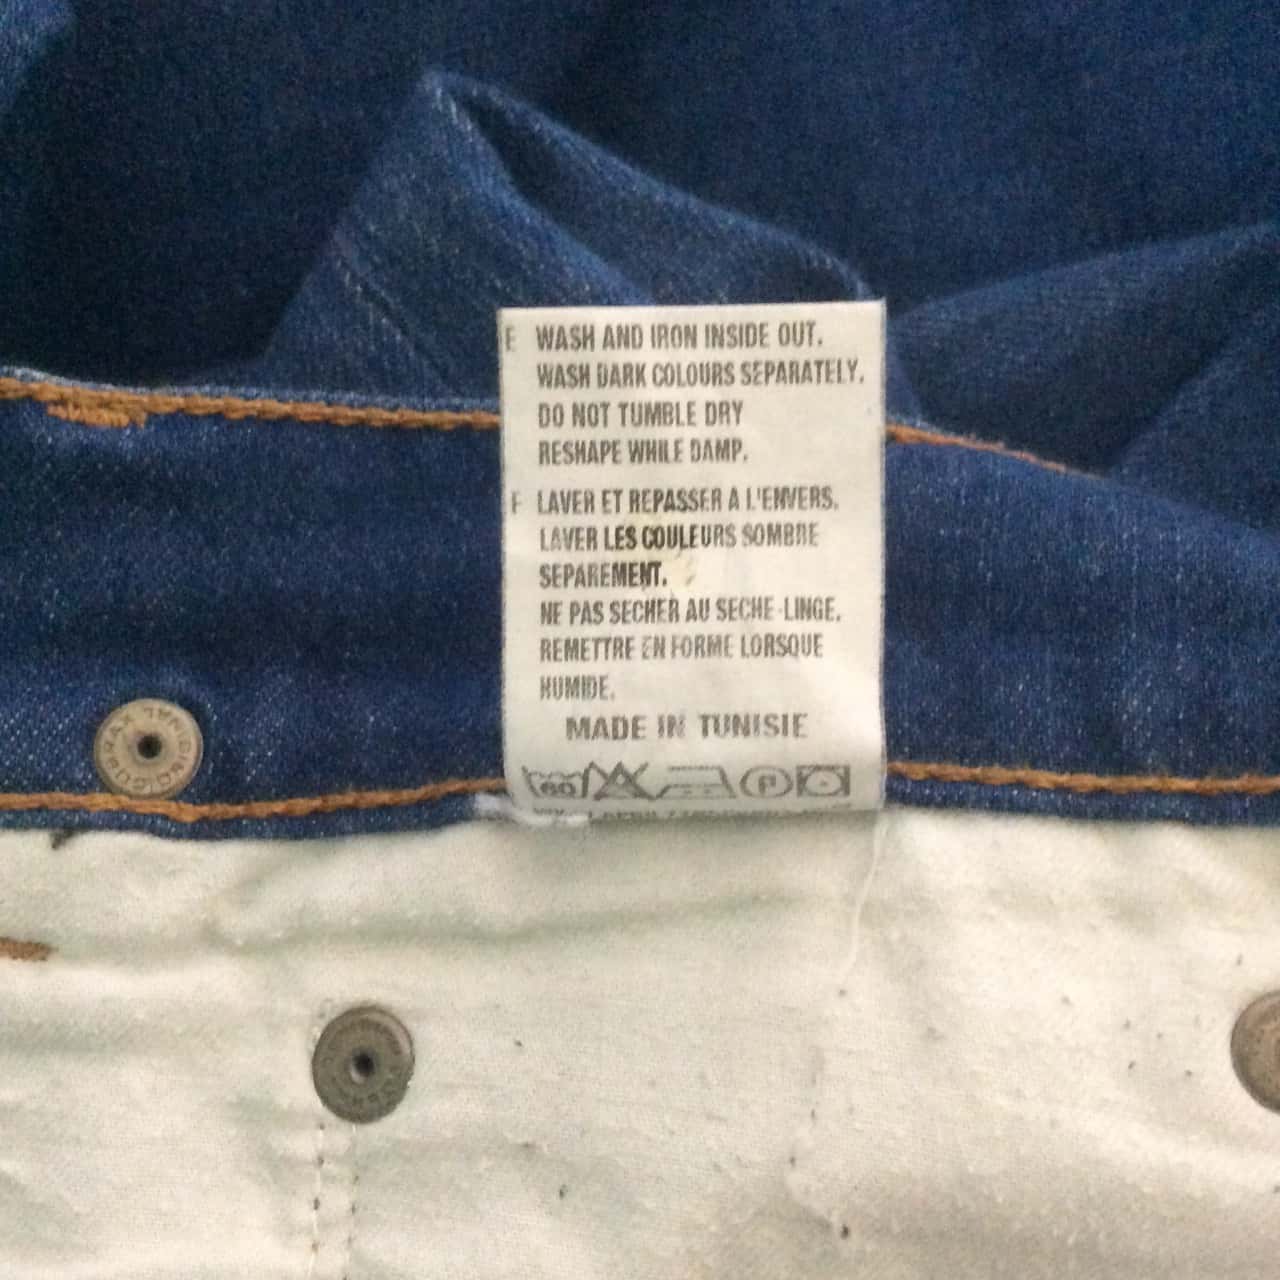 E WASH AND IRON INSIDE OUT.
WASH DARK COLOURS SEPARATELY.
DO NOT TUMBLE DRY
RESHAPE WHILE DAMP.
F LAVER ET REPASSER A L'ENVERS.
LAVER LES COULEURS SOMBRE
SEPAREMENT.
NE PAS SECHER AU SECHE-LINGE.
REMETTRE EN FORME LORSQUE
HUMIDE.
MADE IN TUNISIE
60 P